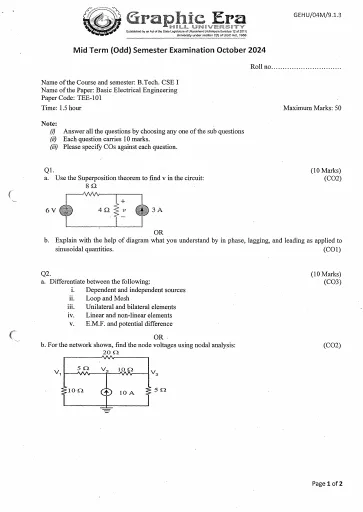 GEHU/04M/9.1.3
Graphic Era
HILL UNIVERSITY
Mid Term (Odd) Semester Examination October 2024
Roll no..............................
Name of the Course and semester: B.Tech. CSE I
Name of the Paper: Basic Electrical Engineering
Paper Code: TEE-101
Time: 1.5 hour Maximum Marks: 50
Note:
(i) Answer all the questions by choosing any one of the sub questions
(ii) Each question carries 10 marks.
(iii) Please specify COs against each question.
Q1. (10 Marks)
a. Use the Superposition theorem to find v in the circuit: (CO2)
8 Ω
+
6 V 4 Ω v 3 A
−
OR
b. Explain with the help of diagram what you understand by in phase, lagging, and leading as applied to
sinusoidal quantities. (CO1)
Q2. (10 Marks)
a. Differentiate between the following: (CO3)
i. Dependent and independent sources
ii. Loop and Mesh
iii. Unilateral and bilateral elements
iv. Linear and non-linear elements
v. E.M.F. and potential difference
OR
b. For the network shown, find the node voltages using nodal analysis: (CO2)
20 Ω
V₁ 5 Ω V₂ 10 Ω V₃
10 Ω 10 A 5 Ω
Page 1 of 2